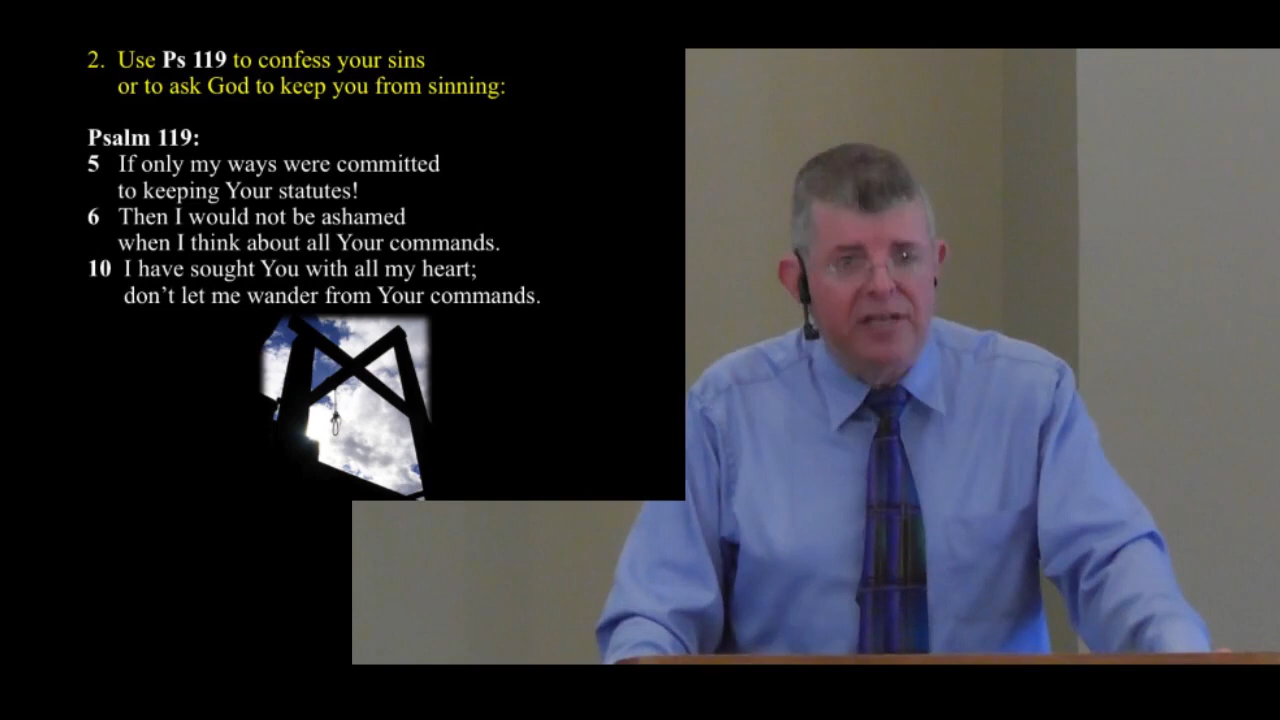 2. Use Ps 119 to confess your sins
or to ask God to keep you from sinning:
Psalm 119:
5 If only my ways were committed
to keeping Your statutes!
6 Then I would not be ashamed
when I think about all Your commands.
10 I have sought You with all my heart;
don’t let me wander from Your commands.